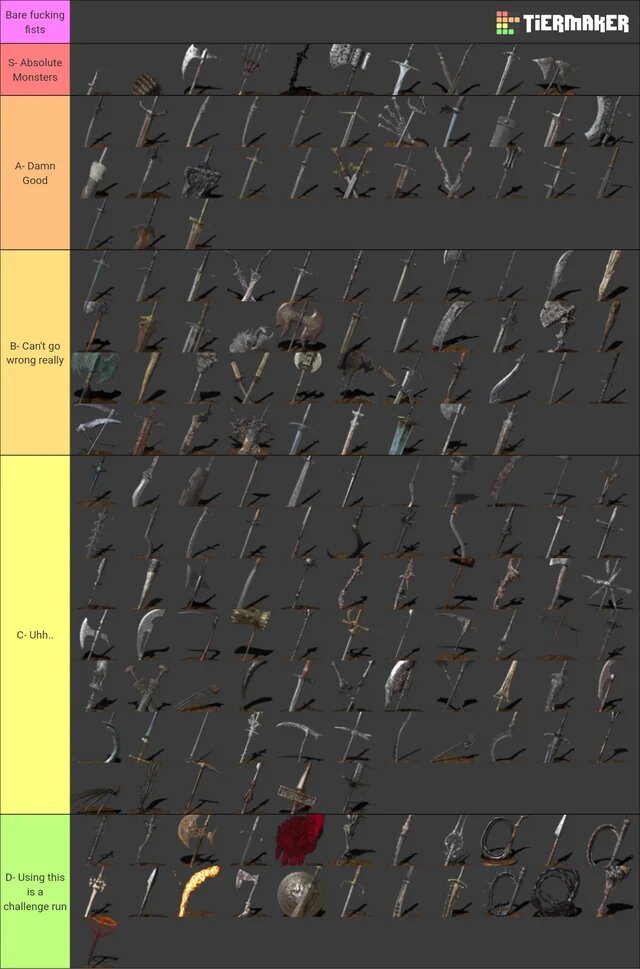 Bare fucking
fists
TIERMAKER
S- Absolute
Monsters
A- Damn
Good
B- Can't go
wrong really
C- Uhh..
D- Using this
is a
challenge run